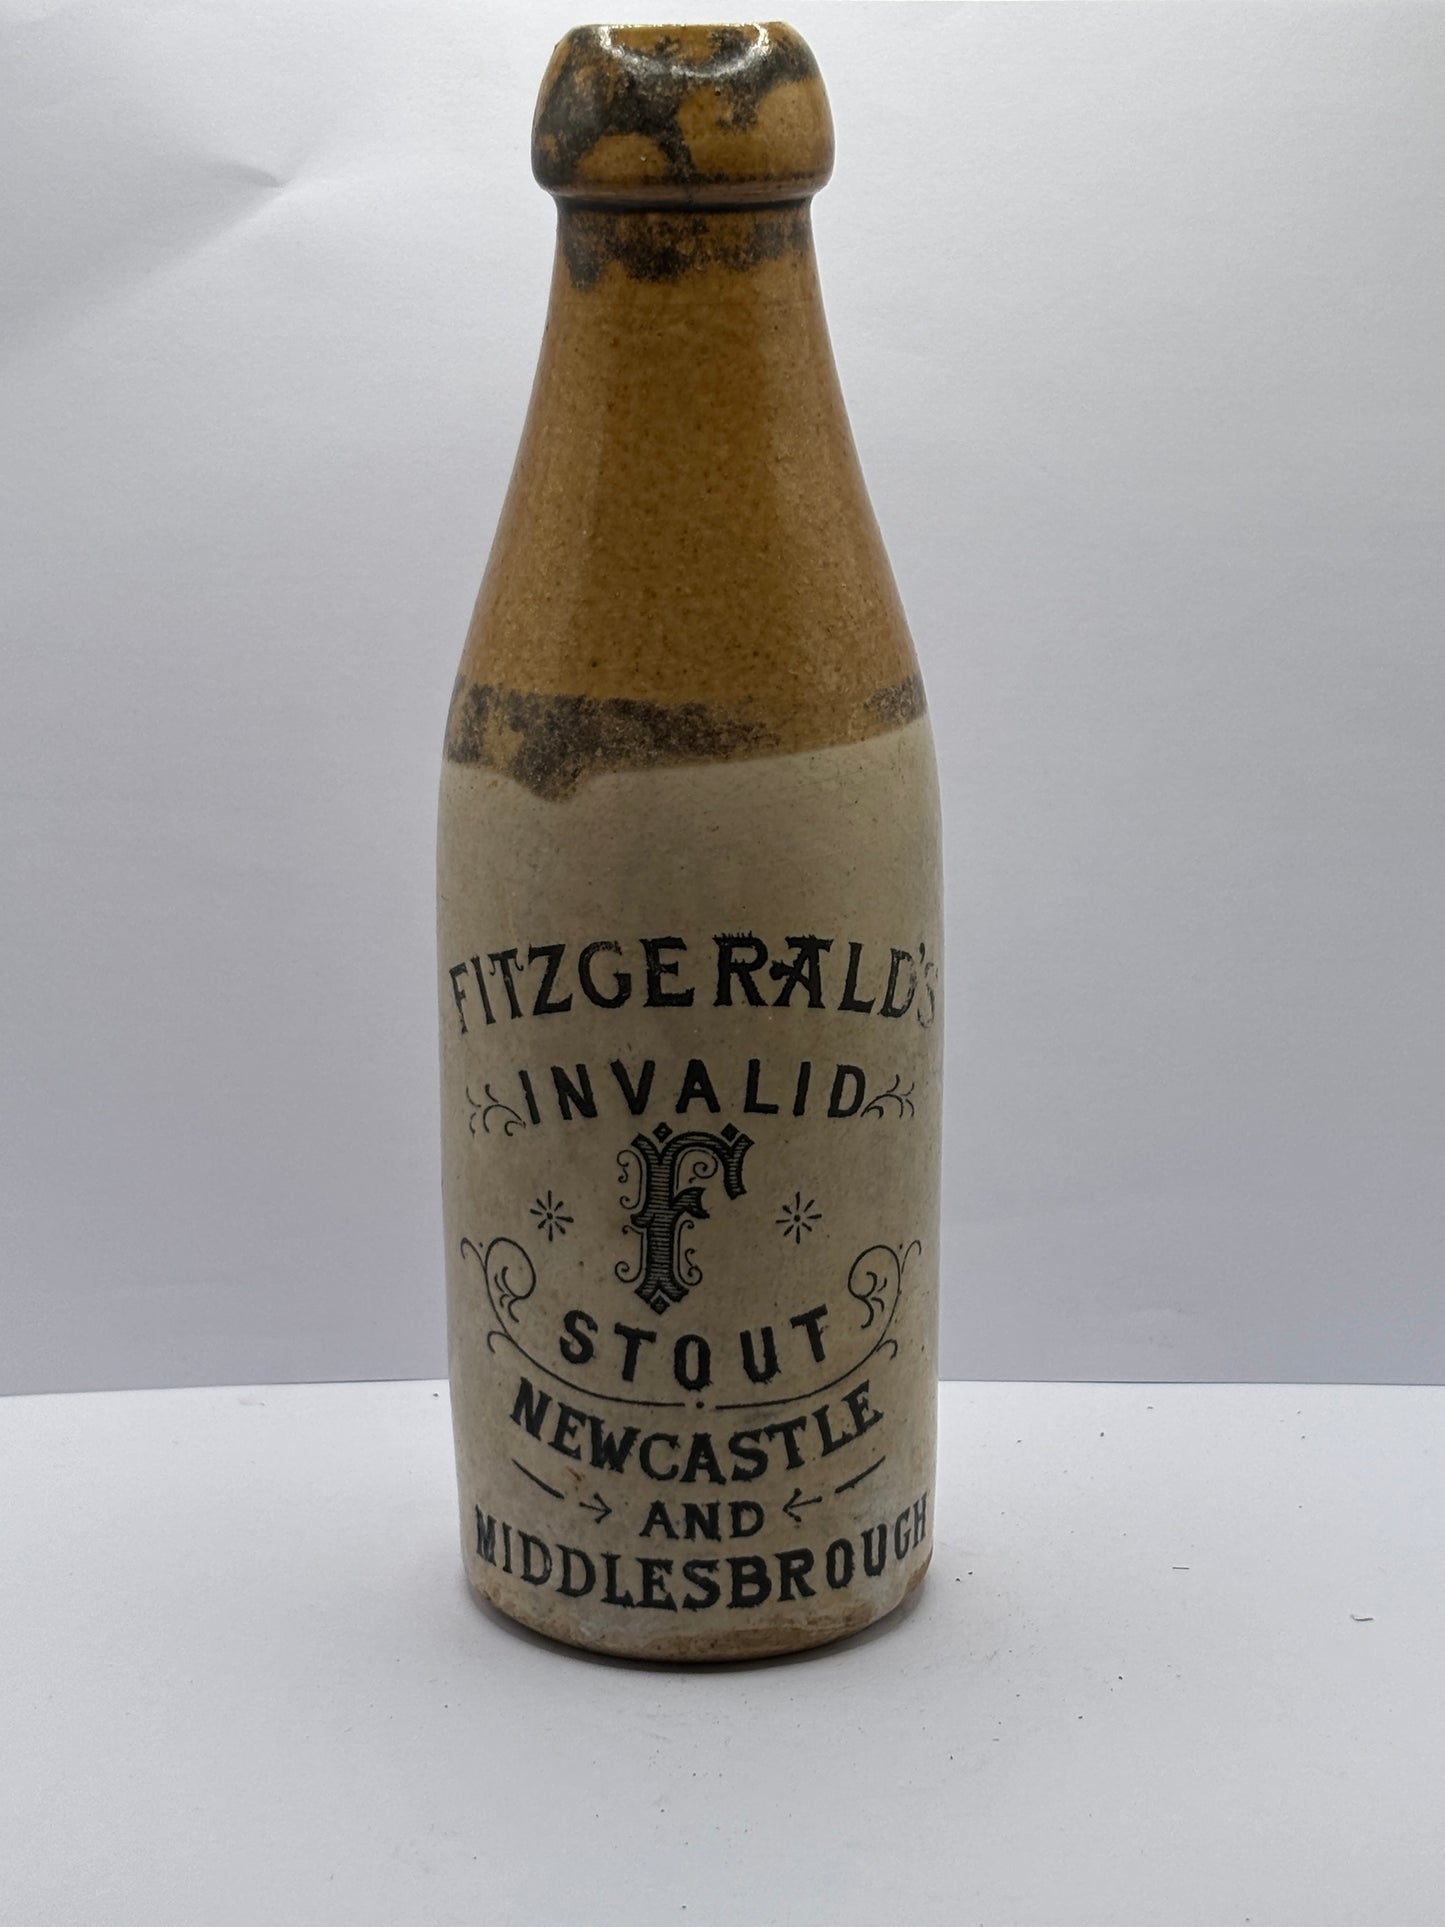 FITZGERALD'S
INVALID
F
STOUT
NEWCASTLE
AND
MIDDLESBROUGH